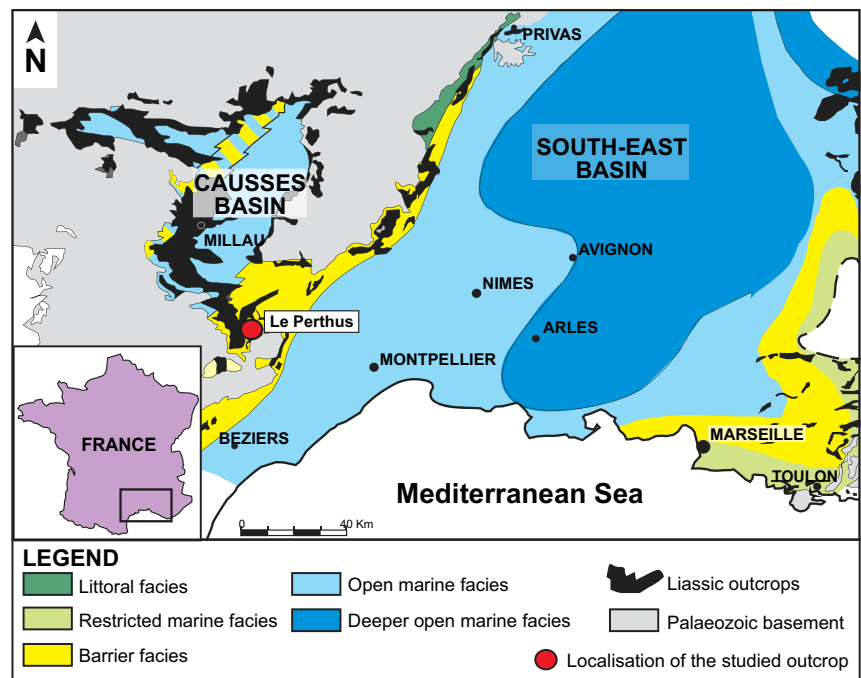 N
PRIVAS
SOUTH-EAST
BASIN
CAUSSES
BASIN
MILLAU
AVIGNON
NIMES
Le Perthus
ARLES
MONTPELLIER
FRANCE
BEZIERS
MARSEILLE
TOULON
Mediterranean Sea
0 40 Km
LEGEND
Littoral facies
Open marine facies
Liassic outcrops
Restricted marine facies
Deeper open marine facies
Palaeozoic basement
Barrier facies
Localisation of the studied outcrop